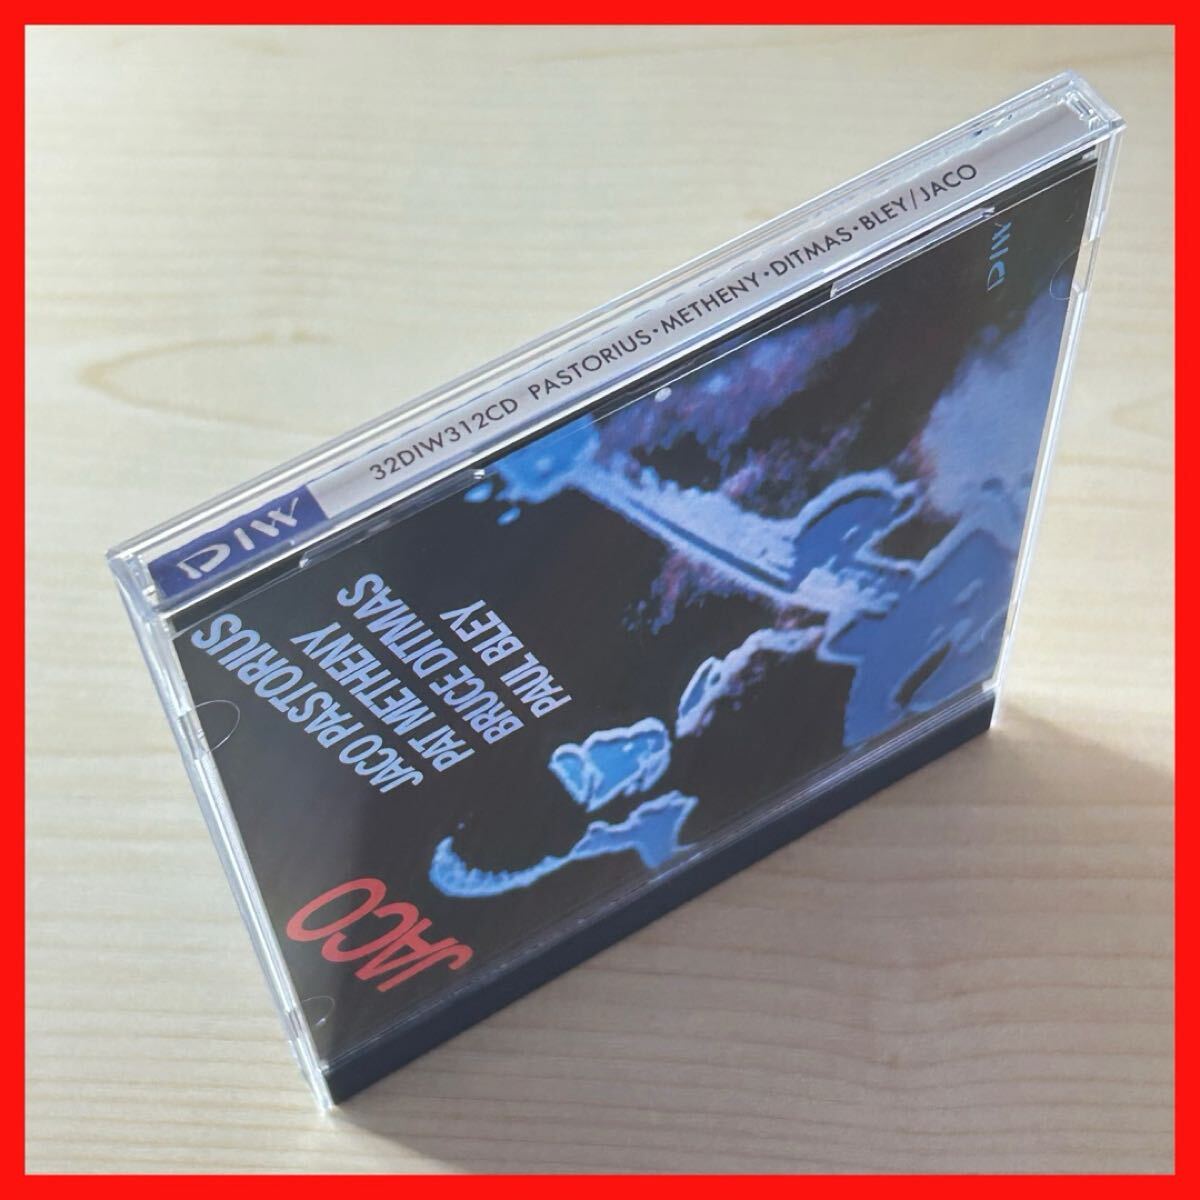 DIW
32DIW312CD PASTORIUS・METHENY・DITMAS・BLEY/JACO
JACO
JACO PASTORIUS
PAT METHENY
BRUCE DITMAS
PAUL BLEY
DIW